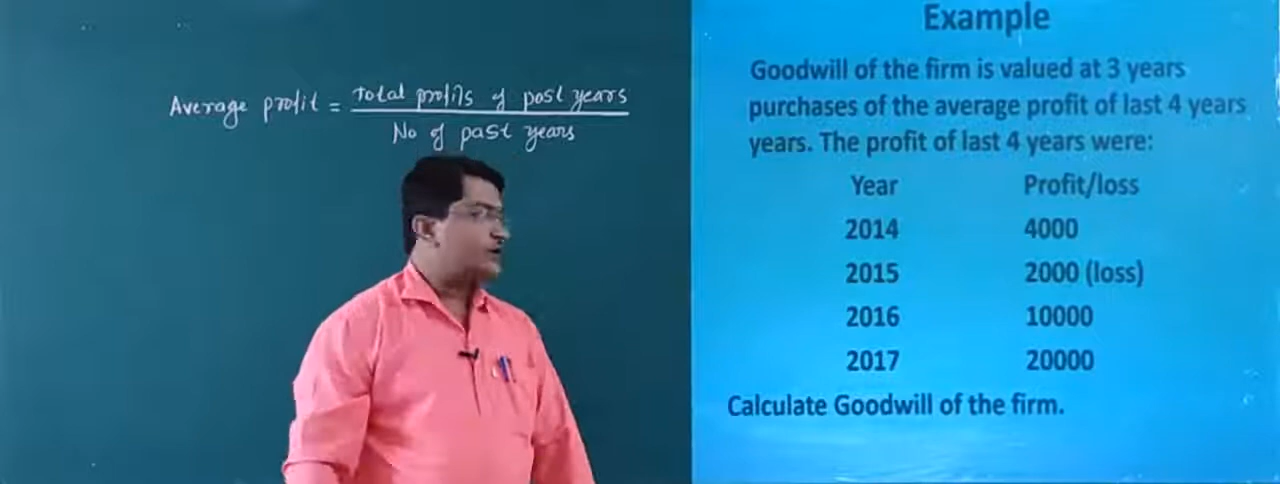 Average profit = Total profits of past years
No of past years
Example
Goodwill of the firm is valued at 3 years
purchases of the average profit of last 4 years
years. The profit of last 4 years were:
Year Profit/loss
2014 4000
2015 2000 (loss)
2016 10000
2017 20000
Calculate Goodwill of the firm.